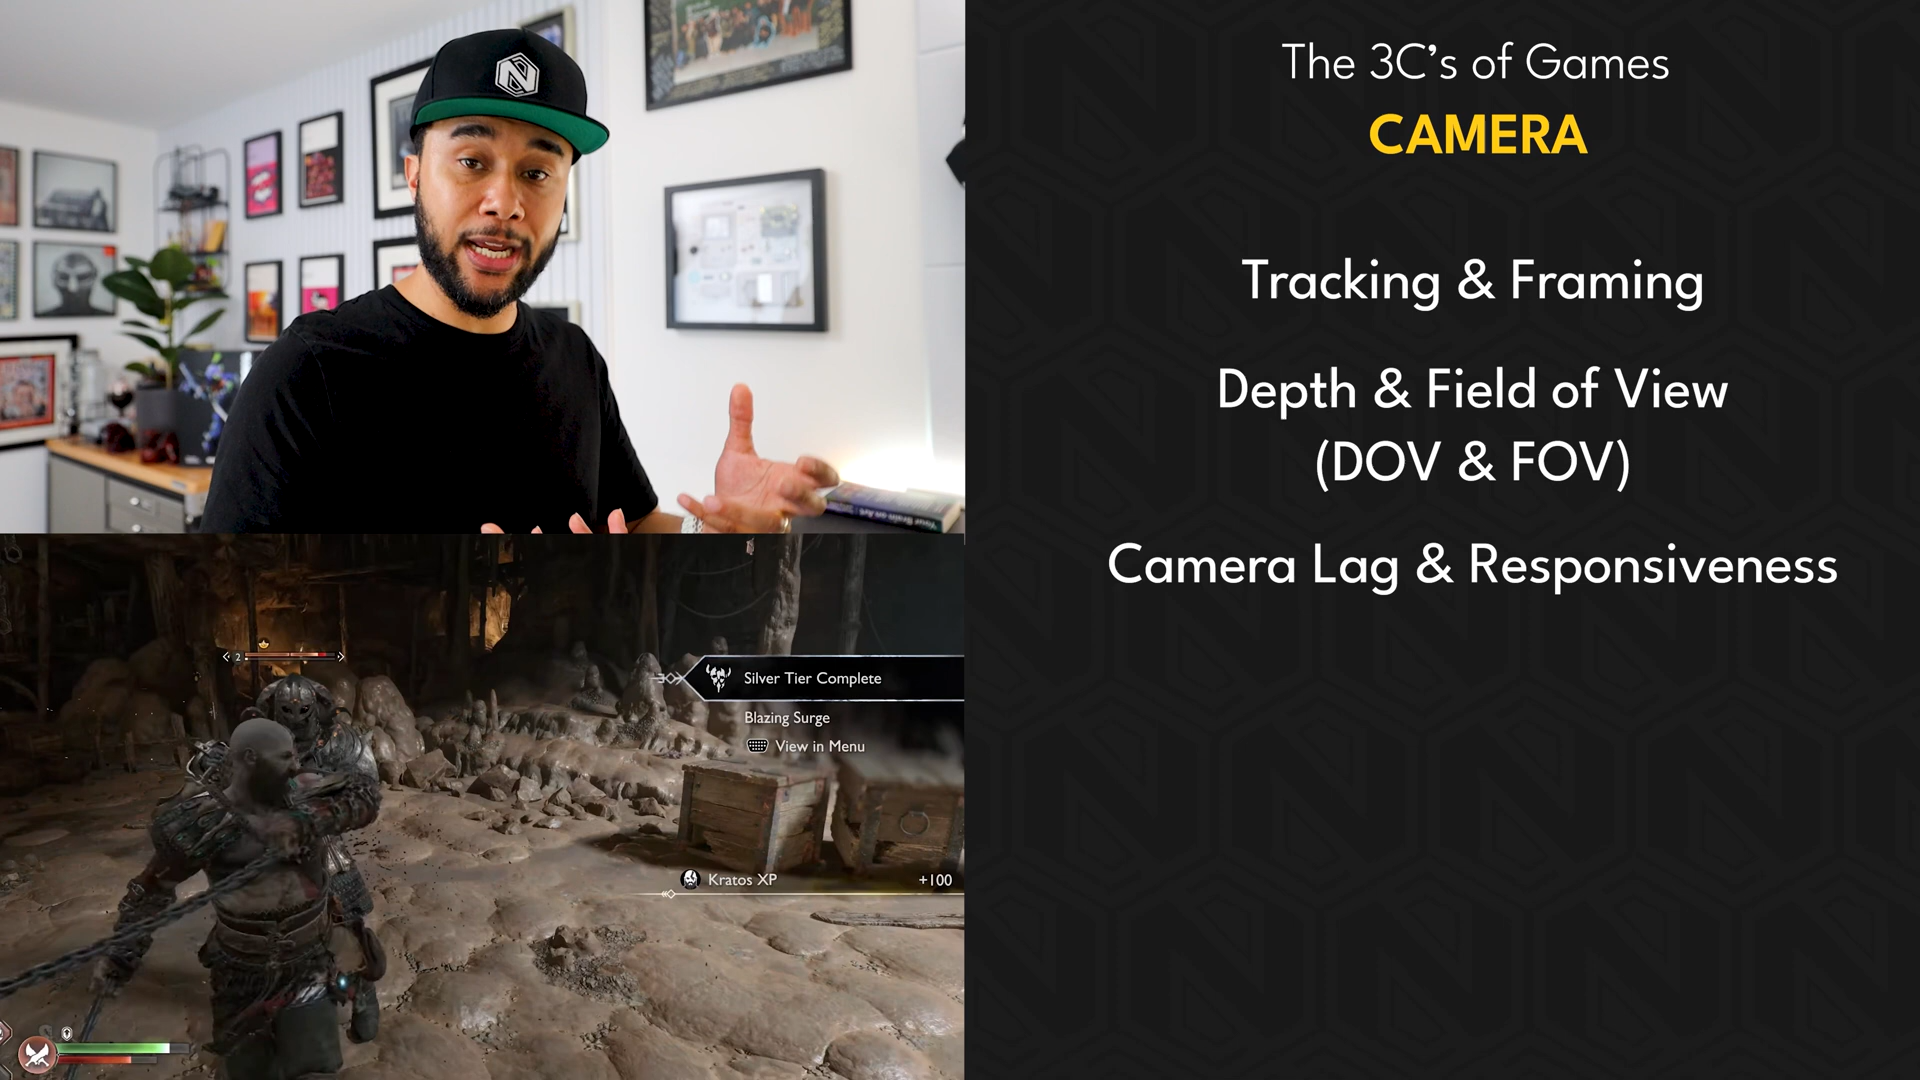 The 3C's of Games
CAMERA
Tracking & Framing
Depth & Field of View
(DOV & FOV)
Camera Lag & Responsiveness
2
Silver Tier Complete
Blazing Surge
View in Menu
Kratos XP +100